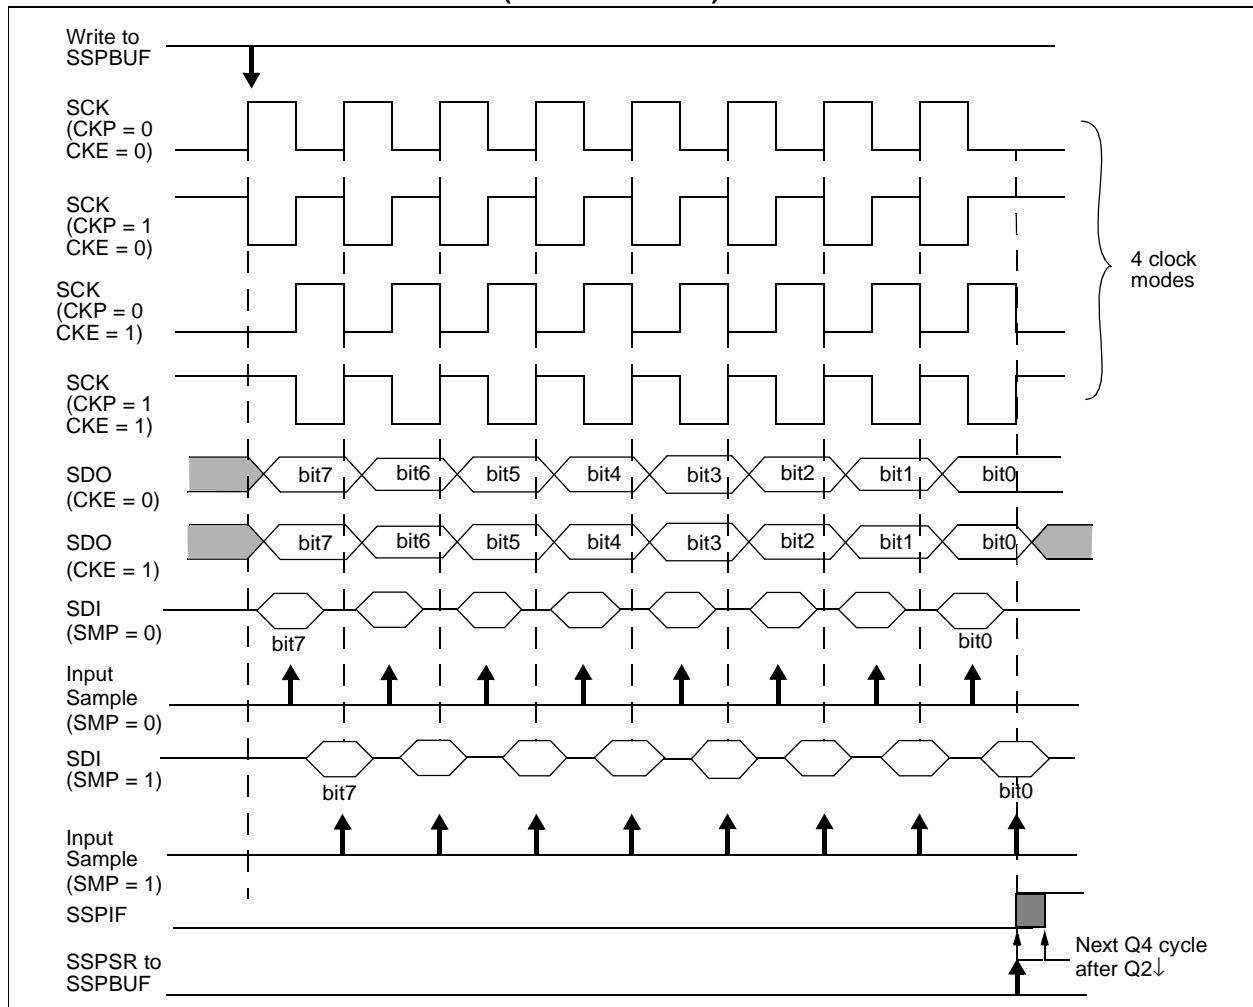 Write to
SSPBUF
SCK
(CKP = 0
CKE = 0)
SCK
(CKP = 1
CKE = 0)
SCK
(CKP = 0
CKE = 1)
SCK
(CKP = 1
CKE = 1)
4 clock
modes
SDO
(CKE = 0)
bit7 bit6 bit5 bit4 bit3 bit2 bit1 bit0
SDO
(CKE = 1)
bit7 bit6 bit5 bit4 bit3 bit2 bit1 bit0
SDI
(SMP = 0)
bit7 bit0
Input
Sample
(SMP = 0)
SDI
(SMP = 1)
bit7 bit0
Input
Sample
(SMP = 1)
SSPIF
Next Q4 cycle
after Q2↓
SSPSR to
SSPBUF